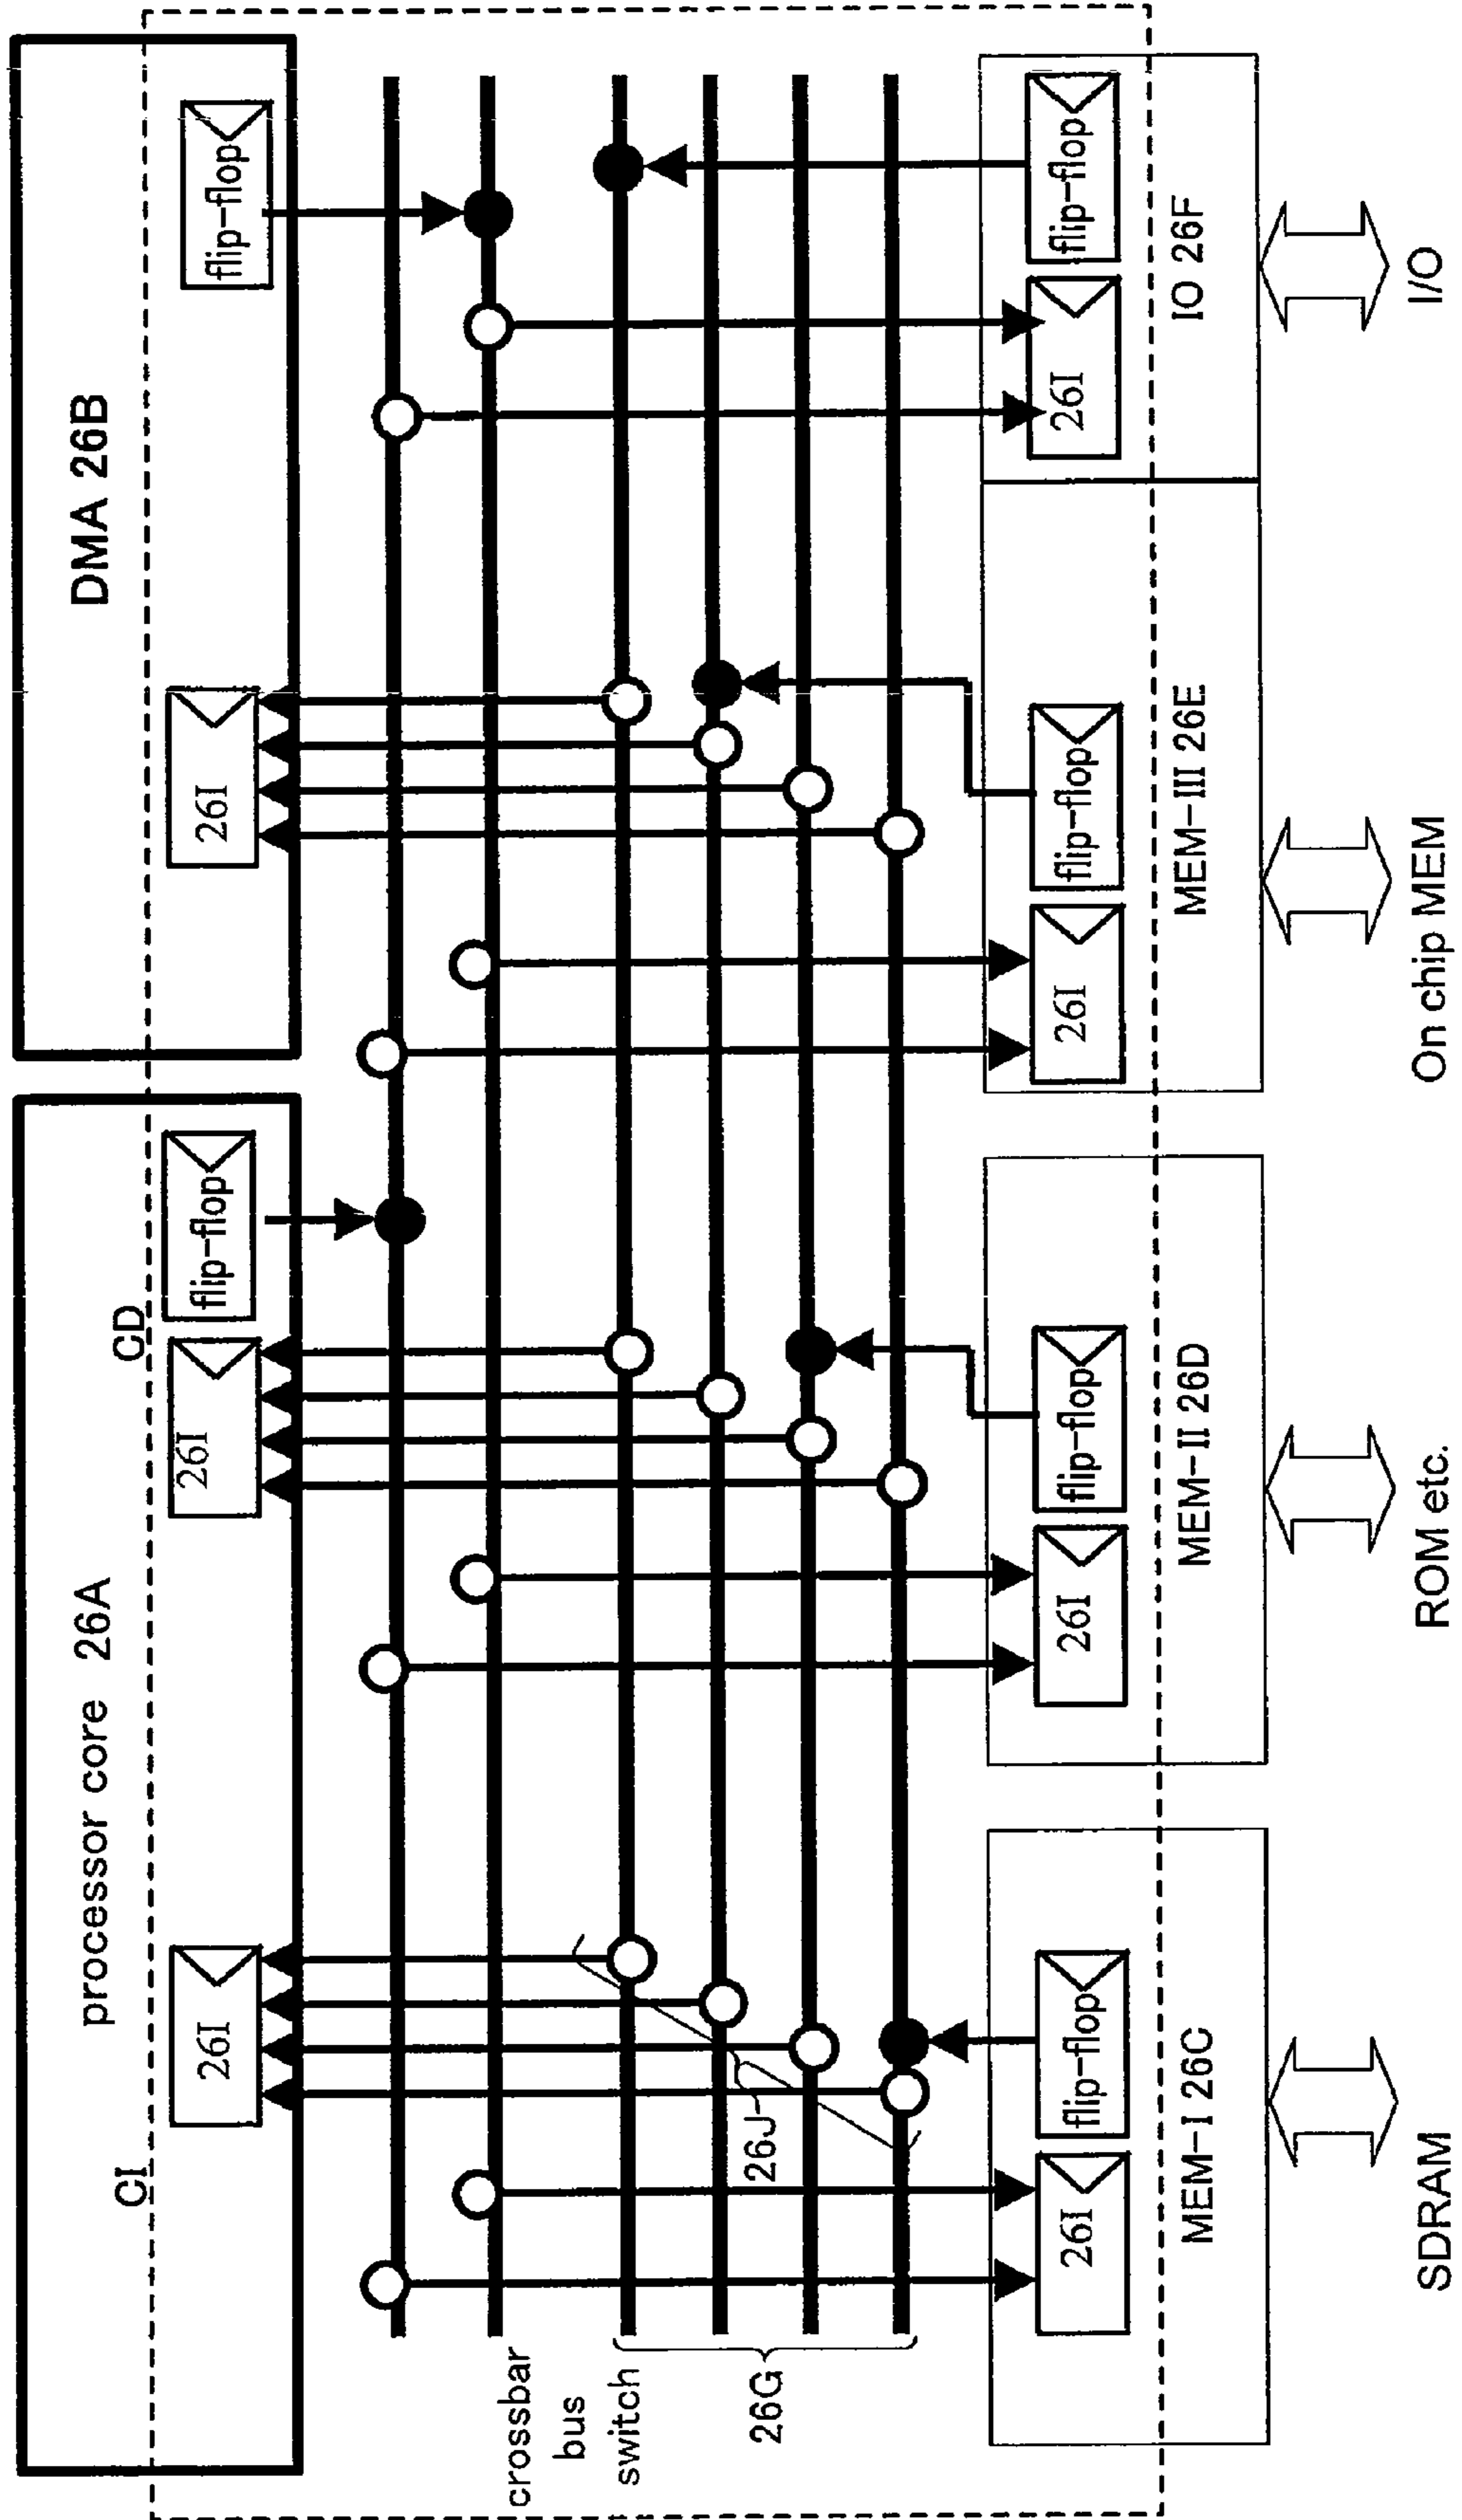 processor core 26A
DMA 26B
CI
CD
26I
26I
flip-flop
26I
flip-flop
crossbar
bus
switch
26G
26J
26I
flip-flop
26I
flip-flop
26I
flip-flop
26I
flip-flop
MEM-I 26C
MEM-II 26D
MEM-III 26E
IO 26F
SDRAM
ROM etc.
On chip MEM
I/O